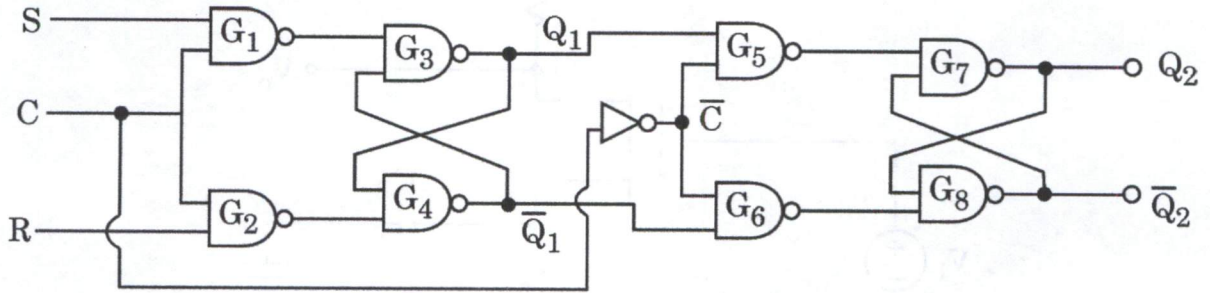 S
G₁
G₃
Q₁
G₅
G₇
Q₂
C
C̅
R
G₂
G₄
Q̅₁
G₆
G₈
Q̅₂